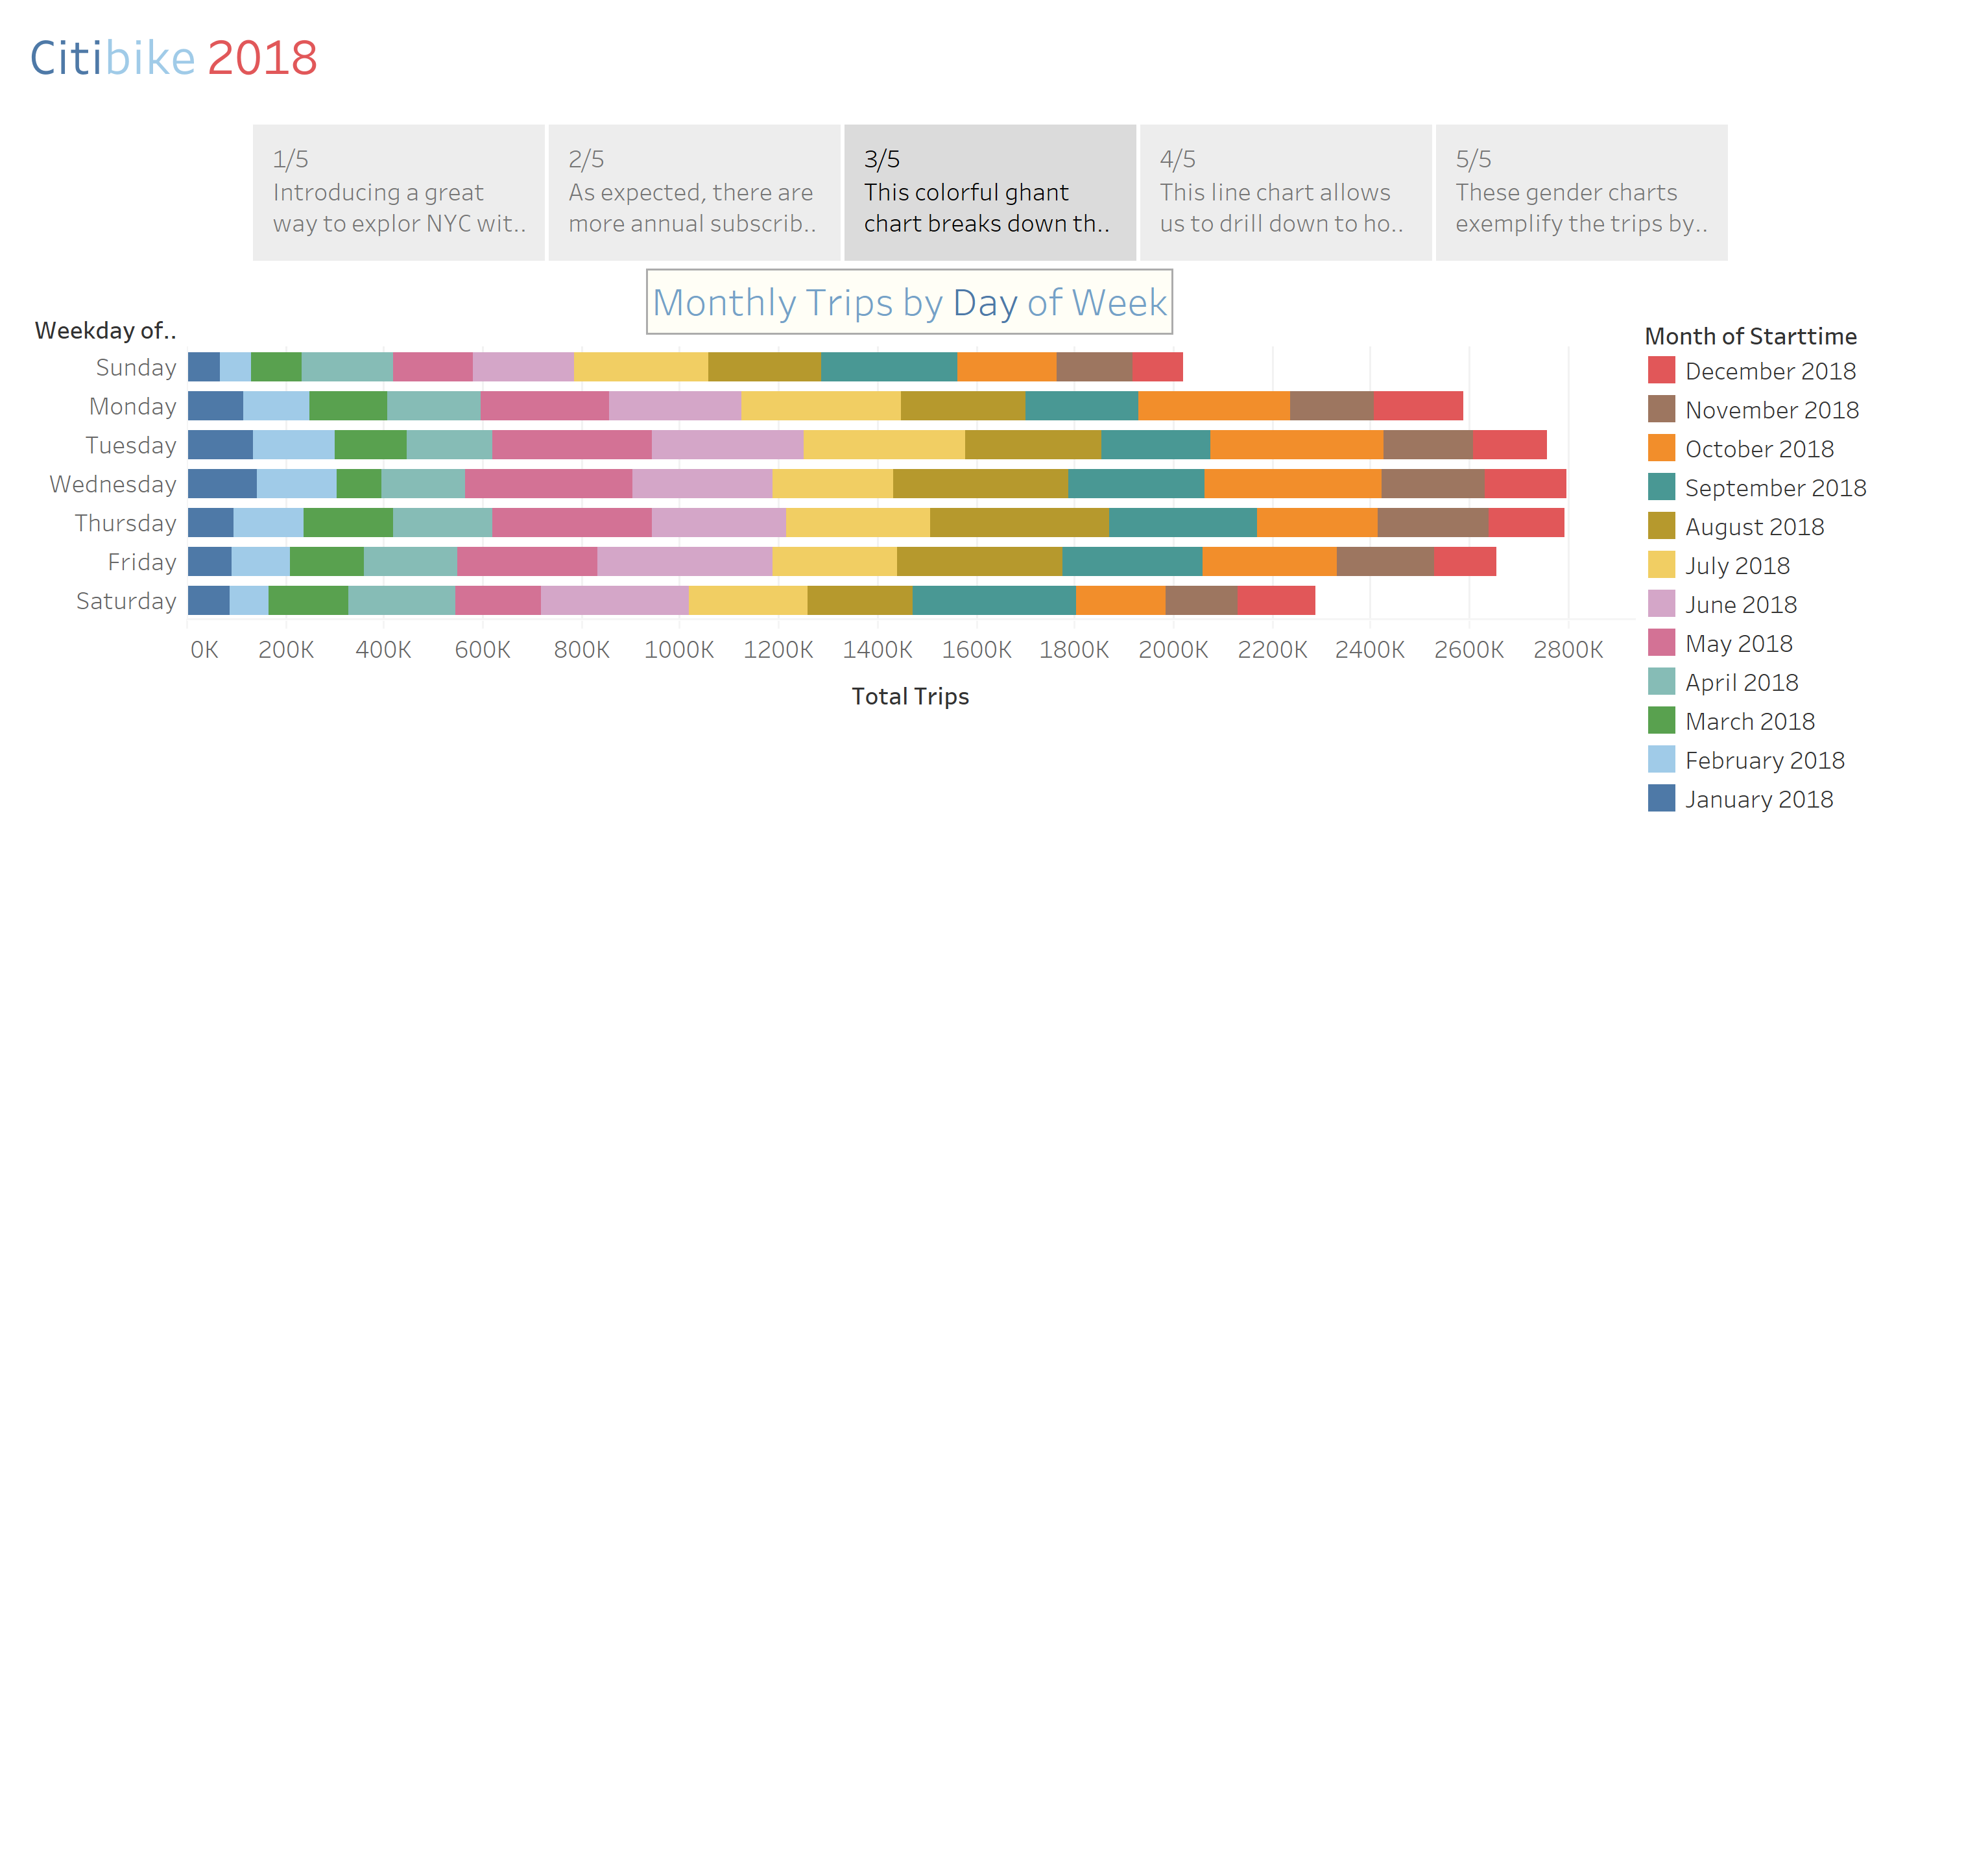 Citibike 2018
1/5
Introducing a great
way to explor NYC wit..
2/5
As expected, there are
more annual subscrib..
3/5
This colorful ghant
chart breaks down th..
4/5
This line chart allows
us to drill down to ho..
5/5
These gender charts
exemplify the trips by..
Monthly Trips by Day of Week
Weekday of..
Sunday
Monday
Tuesday
Wednesday
Thursday
Friday
Saturday
0K 200K 400K 600K 800K 1000K 1200K 1400K 1600K 1800K 2000K 2200K 2400K 2600K 2800K
Total Trips
Month of Starttime
December 2018
November 2018
October 2018
September 2018
August 2018
July 2018
June 2018
May 2018
April 2018
March 2018
February 2018
January 2018